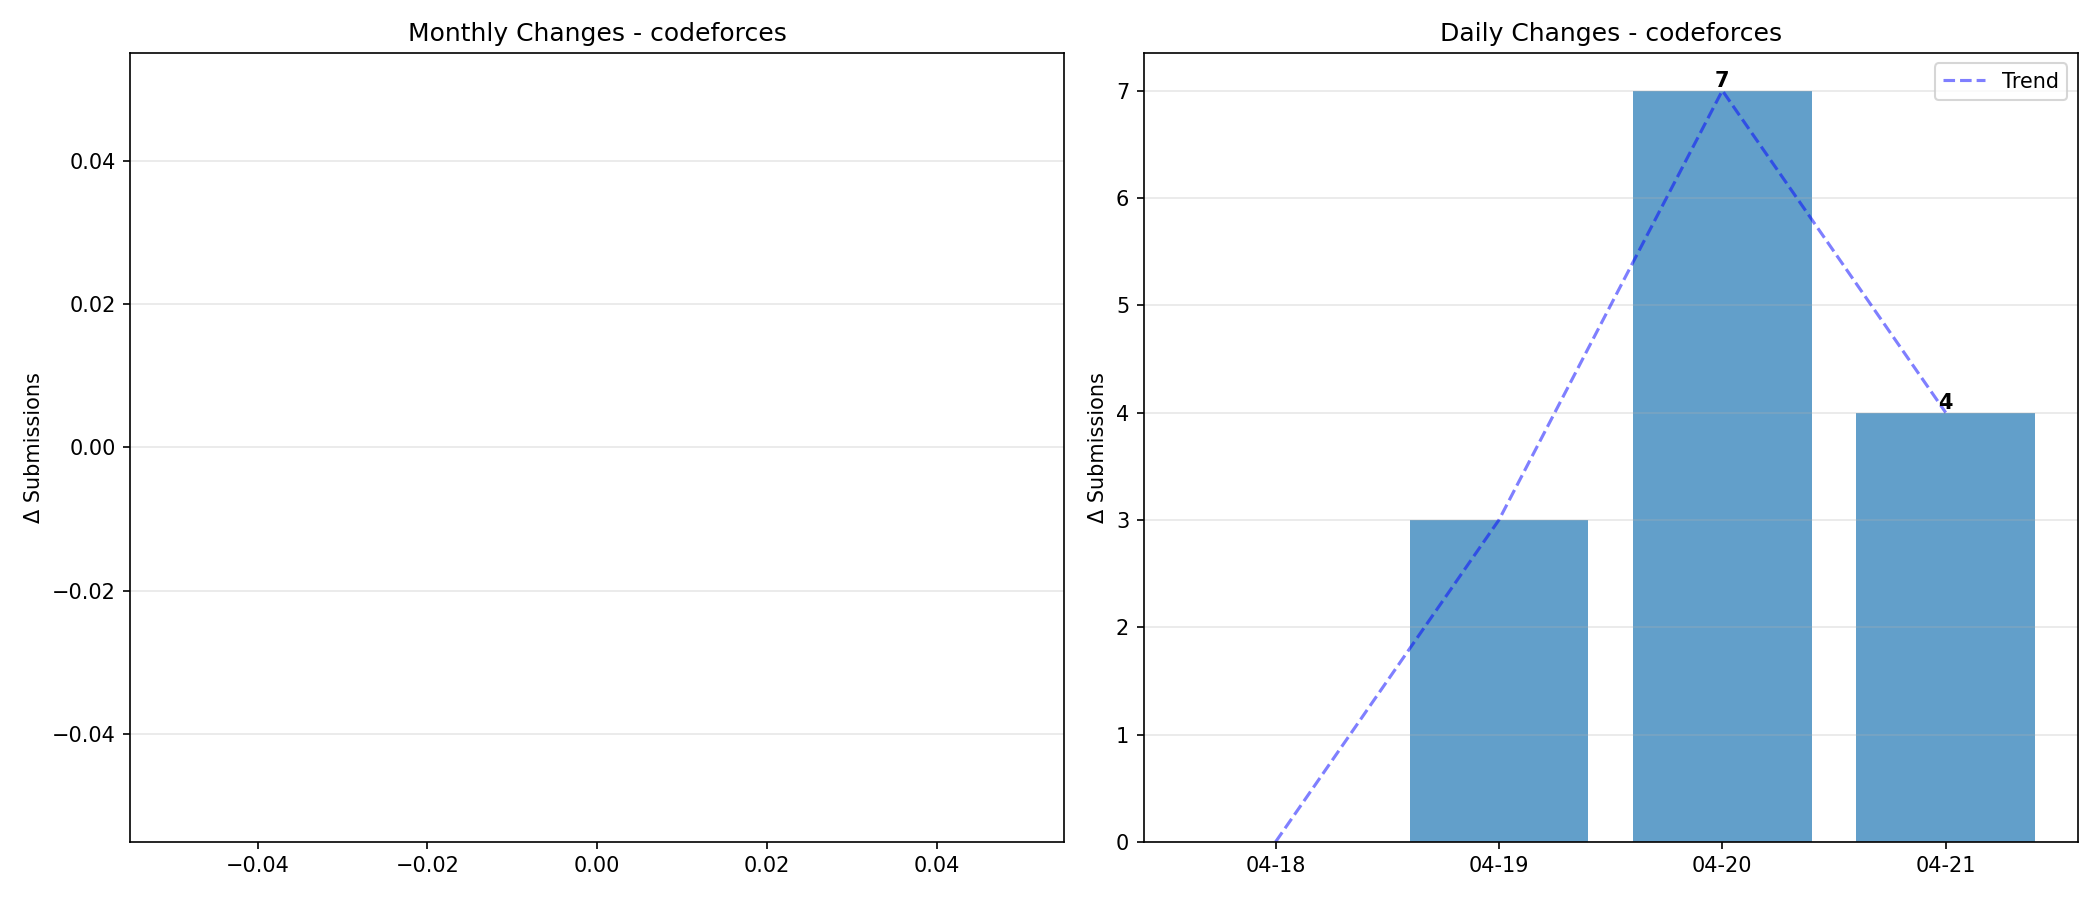 Monthly Changes - codeforces
Δ Submissions
0.04
0.02
0.00
−0.02
−0.04
−0.04 −0.02 0.00 0.02 0.04
Daily Changes - codeforces
Δ Submissions
7
6
5
4
3
2
1
0
7
4
Trend
04-18 04-19 04-20 04-21